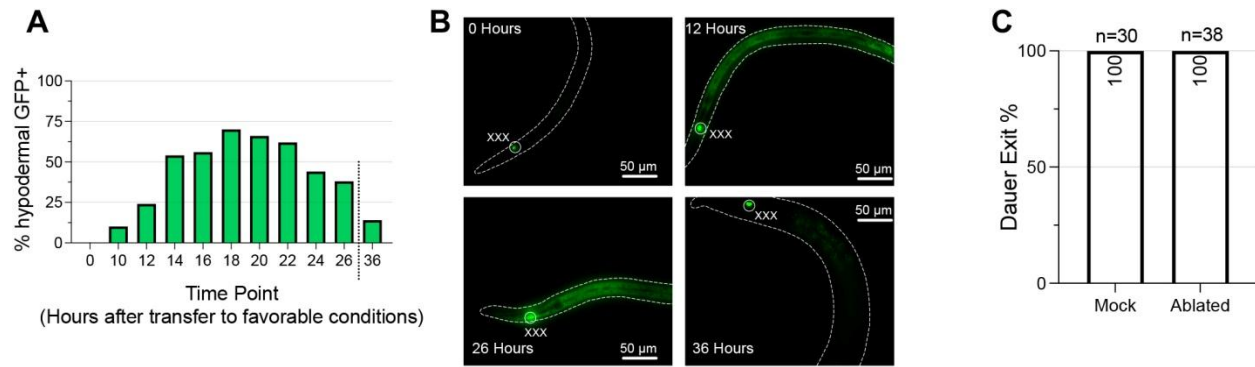 A
% hypodermal GFP+
100
75
50
25
0
0 10 12 14 16 18 20 22 24 26 36
Time Point
(Hours after transfer to favorable conditions)
B
0 Hours
XXX
50 µm
12 Hours
XXX
50 µm
26 Hours
XXX
50 µm
36 Hours
XXX
50 µm
C
Dauer Exit %
n=30 n=38
100
50
0
100 100
Mock Ablated